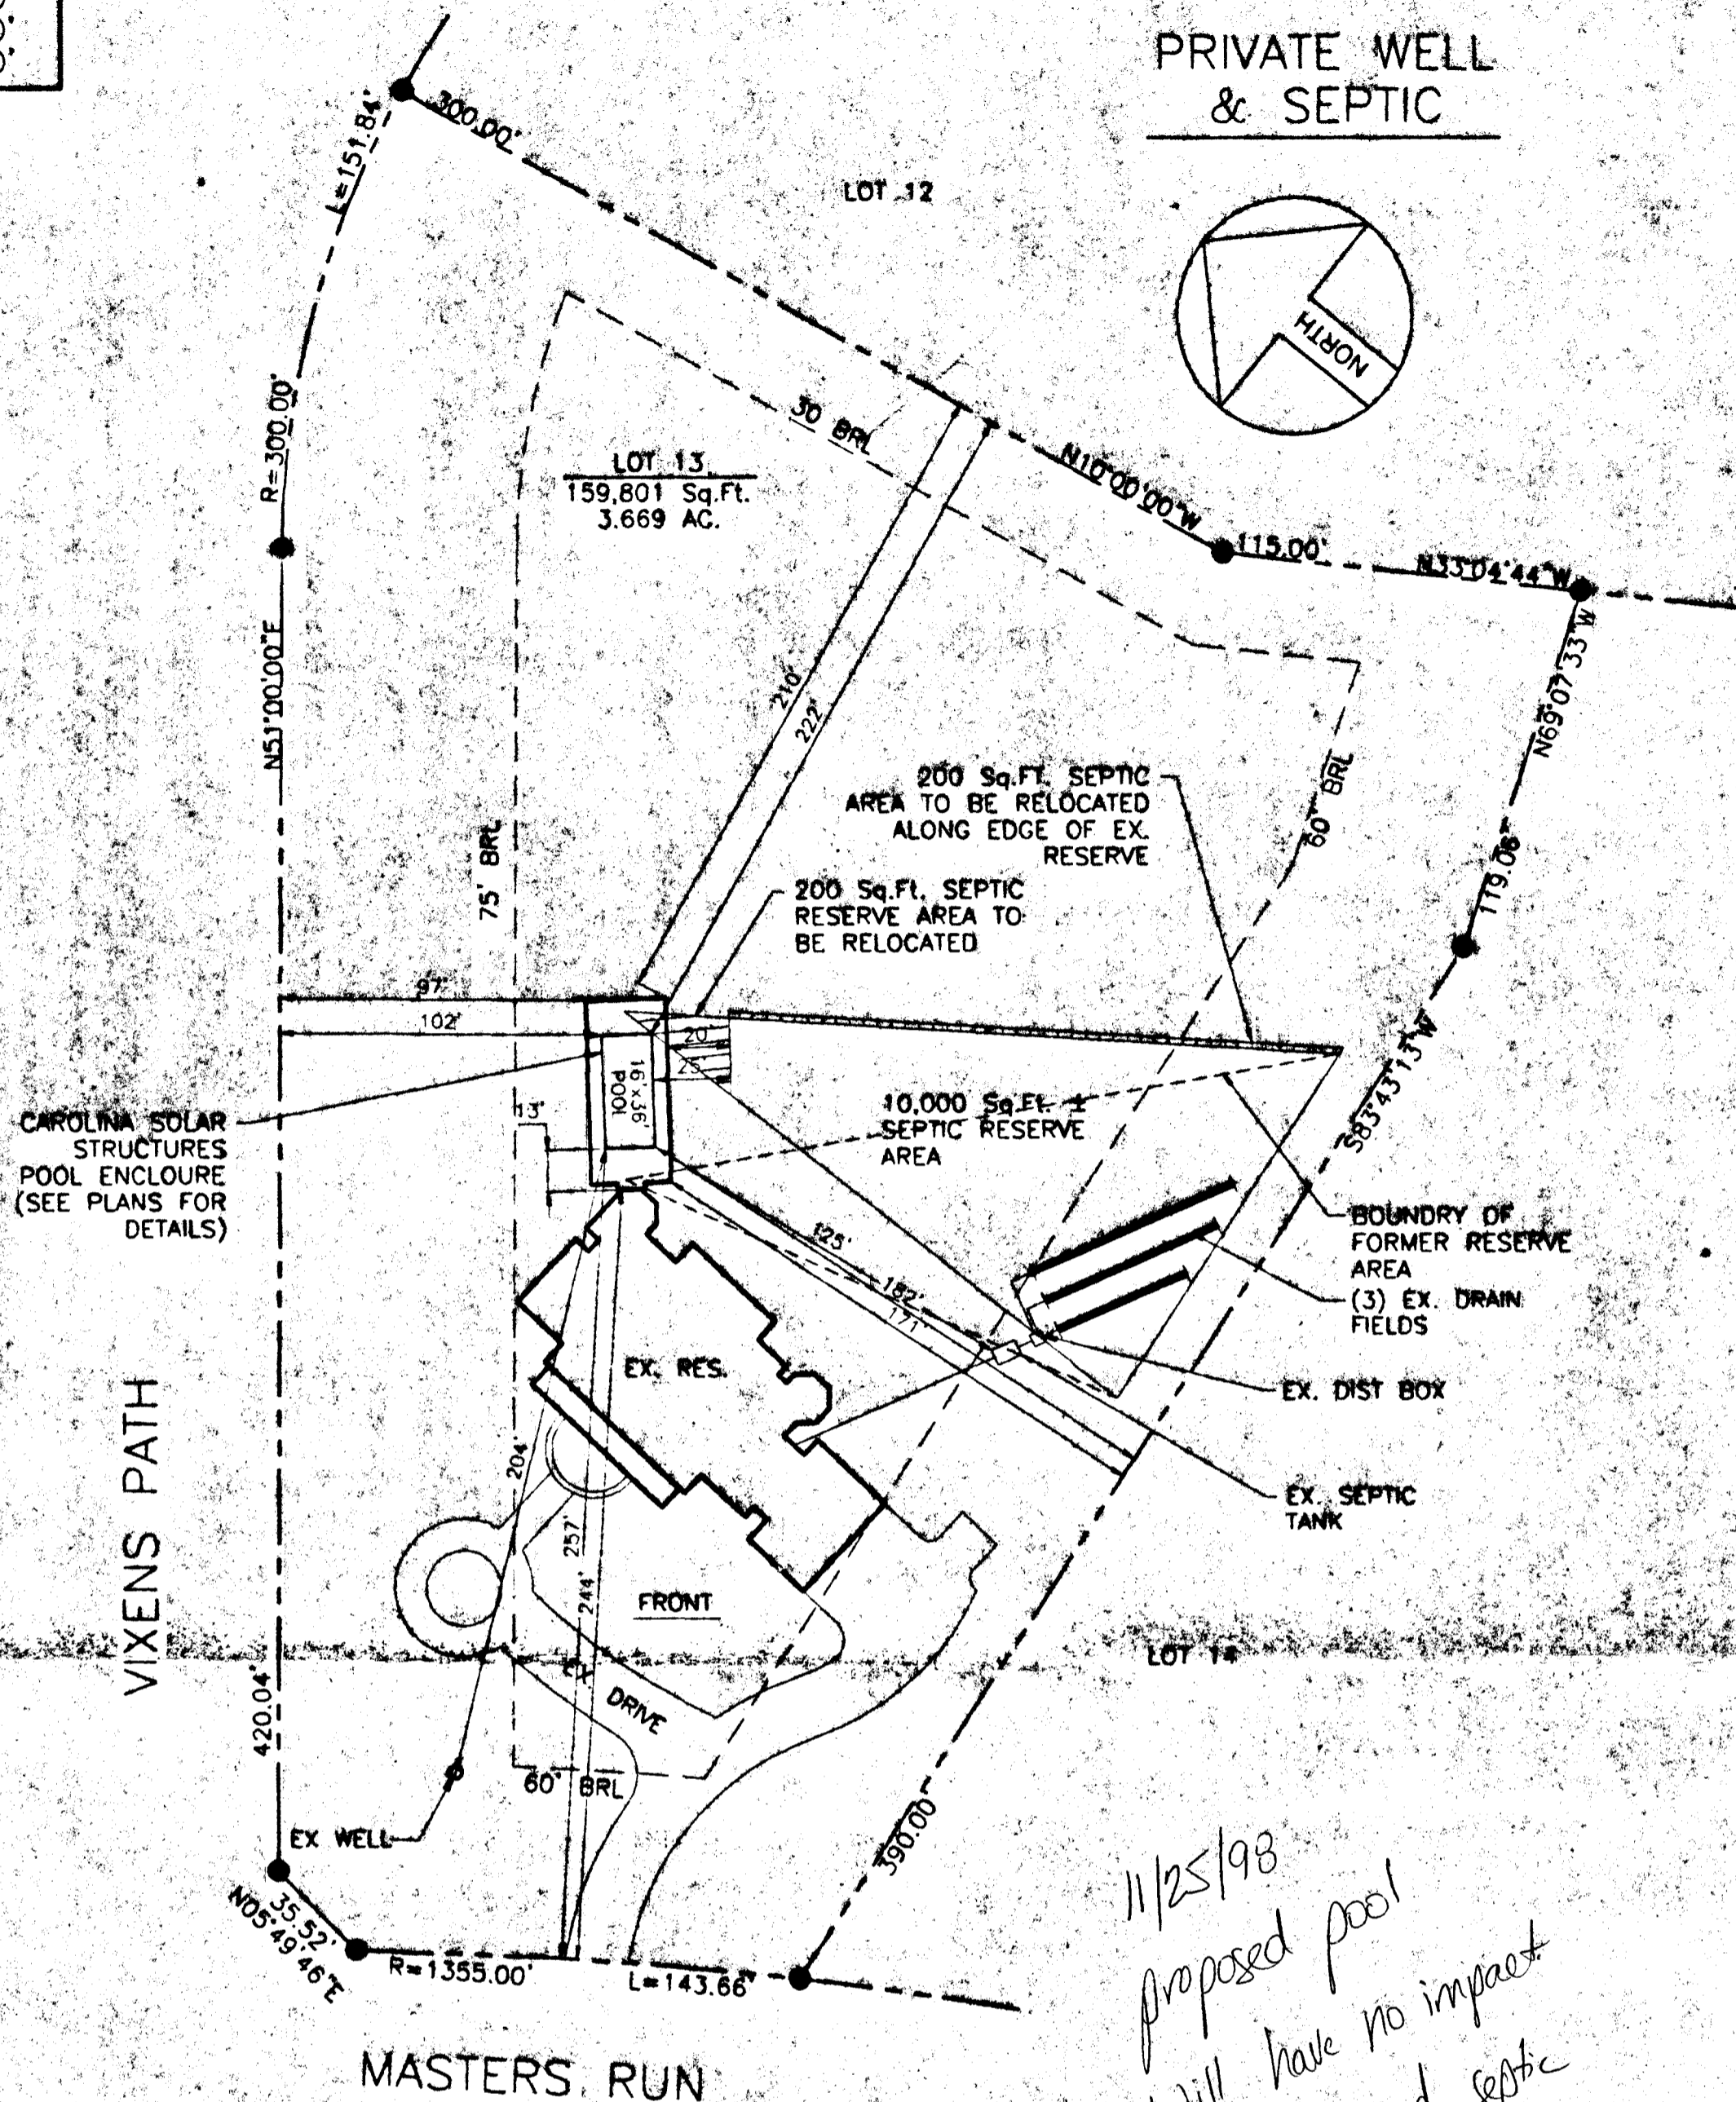 PRIVATE WELL
& SEPTIC
300.00'
L=151.84'
LOT 12
NORTH
R=300.00'
30 BRL
LOT 13
159,801 Sq.Ft.
3.669 AC.
N10°00'00"W
115.00'
N33°04'44"W
N51°00'00"E
N69°07'33"W
210'
222'
75' BRL
60' BRL
119.06'
200 Sq.FT. SEPTIC
AREA TO BE RELOCATED
ALONG EDGE OF EX.
RESERVE
200 Sq.Ft. SEPTIC
RESERVE AREA TO
BE RELOCATED
97'
102'
20'
25'
16'x36'
POOL
13'
S83°43'13"W
CAROLINA SOLAR
STRUCTURES
POOL ENCLOURE
(SEE PLANS FOR
DETAILS)
10,000 Sq.Ft. ±
SEPTIC RESERVE
AREA
BOUNDRY OF
FORMER RESERVE
AREA
(3) EX. DRAIN
FIELDS
125'
182'
171'
EX. RES.
EX. DIST BOX
EX. SEPTIC
TANK
VIXENS PATH
204'
257'
244'
FRONT
LOT 14
EX
DRIVE
420.04'
60' BRL
EX WELL
390.00'
35.52'
N05°49'46"E
R=1355.00'
L=143.66'
MASTERS RUN
11/25/98
proposed pool
will have no impact
septic